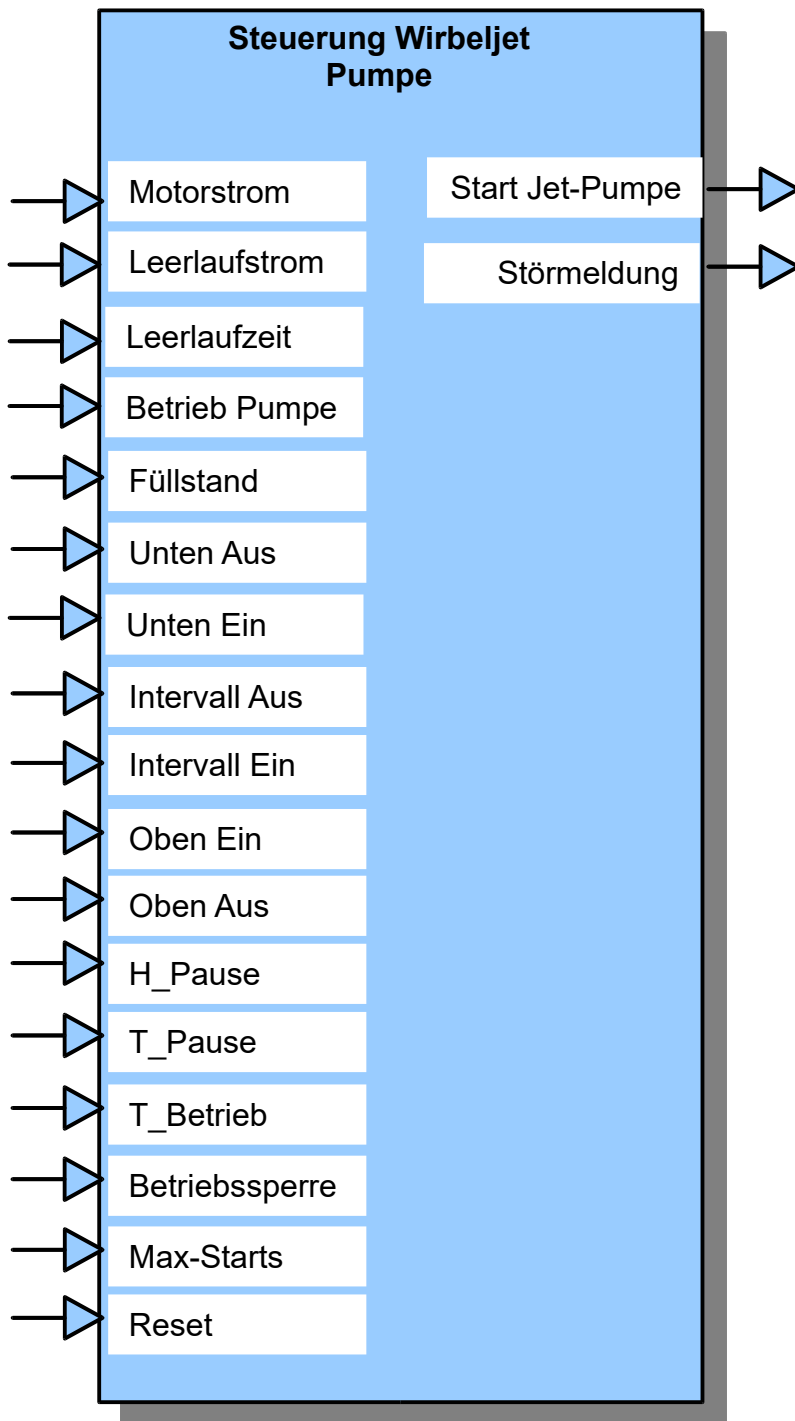 Steuerung Wirbeljet
Pumpe
Motorstrom
Leerlaufstrom
Leerlaufzeit
Betrieb Pumpe
Füllstand
Unten Aus
Unten Ein
Intervall Aus
Intervall Ein
Oben Ein
Oben Aus
H_Pause
T_Pause
T_Betrieb
Betriebssperre
Max-Starts
Reset
Start Jet-Pumpe
Störmeldung